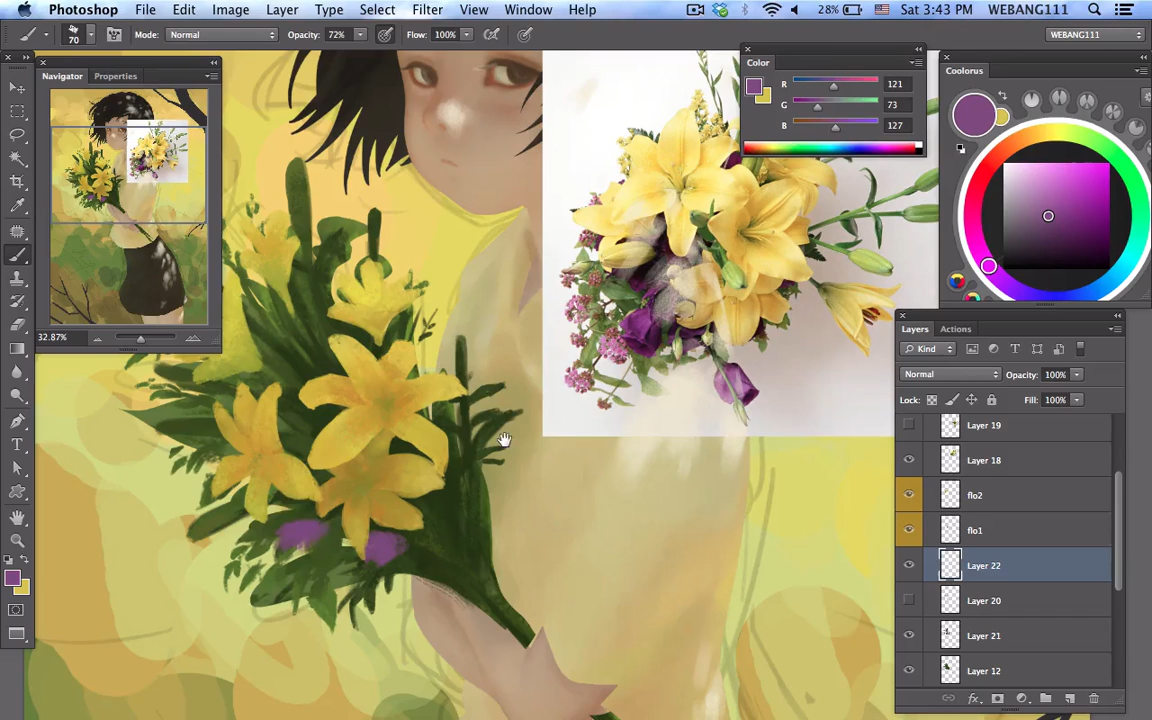 Photoshop File Edit Image Layer Type Select Filter View Window Help 28% Sat 3:43 PM WEBANG111
70 Mode: Normal Opacity: 72% Flow: 100% WEBANG111
Navigator Properties
32.87%
Color
R 121
G 73
B 127
Coolorus
Layers Actions
Kind
Normal Opacity: 100%
Lock: Fill: 100%
Layer 19
Layer 18
flo2
flo1
Layer 22
Layer 20
Layer 21
Layer 12